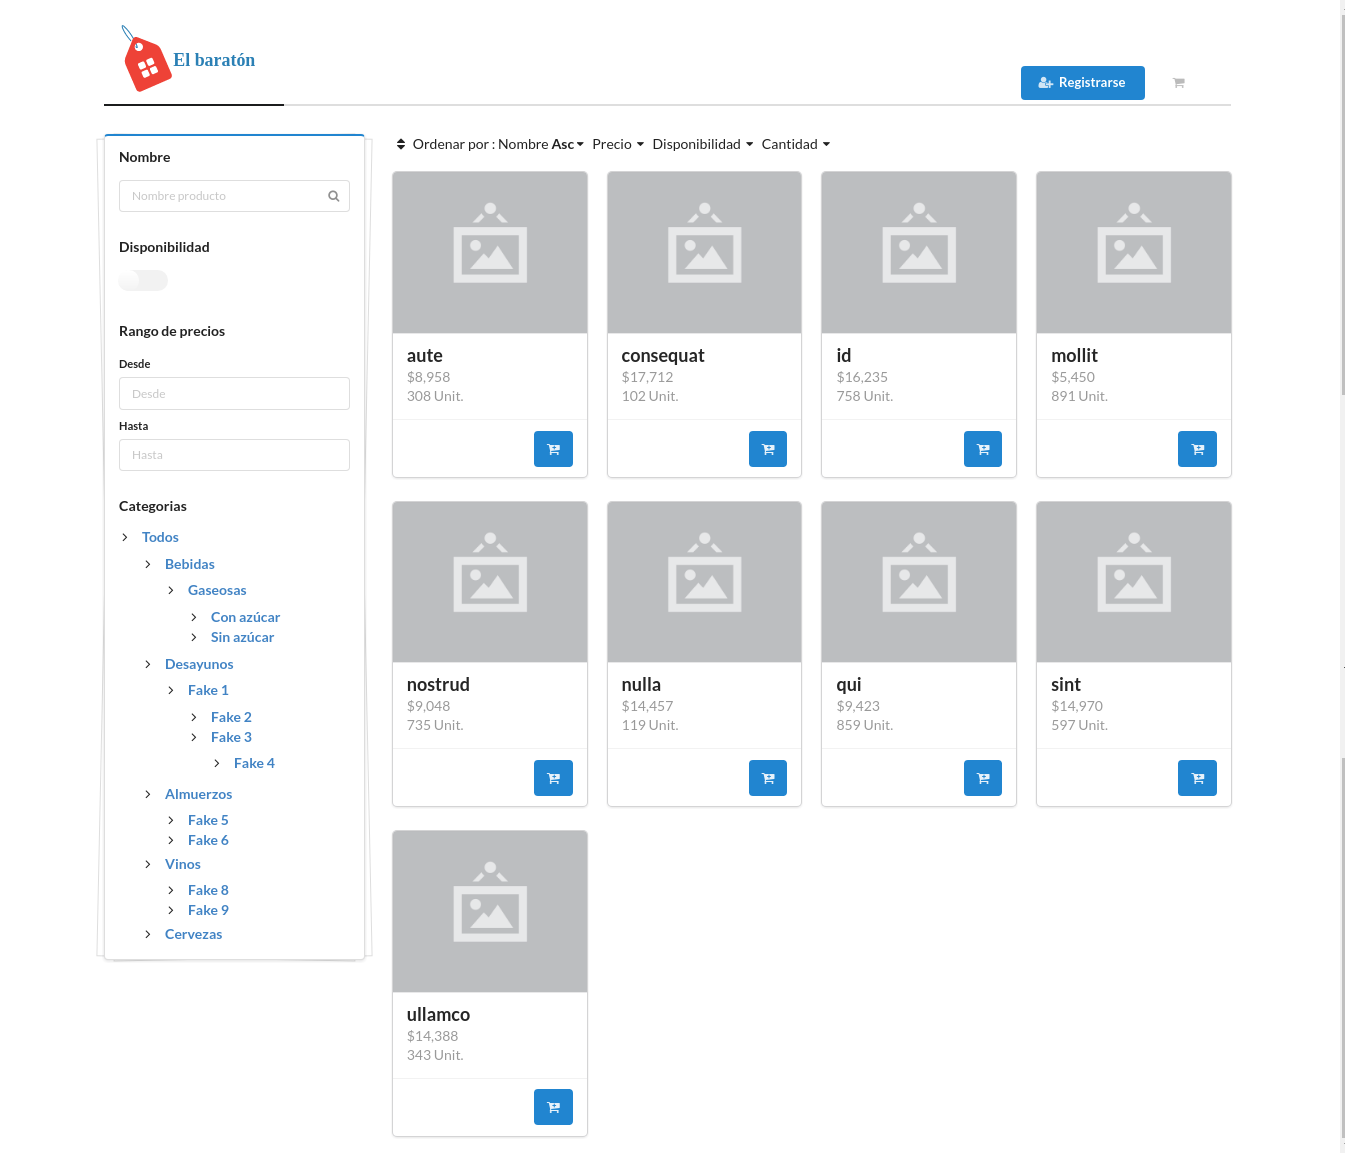 El baratón
Registrarse
Nombre
Nombre producto
Disponibilidad
Rango de precios
Desde
Desde
Hasta
Hasta
Categorias
Todos
Bebidas
Gaseosas
Con azúcar
Sin azúcar
Desayunos
Fake 1
Fake 2
Fake 3
Fake 4
Almuerzos
Fake 5
Fake 6
Vinos
Fake 8
Fake 9
Cervezas
Ordenar por : Nombre Asc Precio Disponibilidad Cantidad
aute
$8,958
308 Unit.
consequat
$17,712
102 Unit.
id
$16,235
758 Unit.
mollit
$5,450
891 Unit.
nostrud
$9,048
735 Unit.
nulla
$14,457
119 Unit.
qui
$9,423
859 Unit.
sint
$14,970
597 Unit.
ullamco
$14,388
343 Unit.